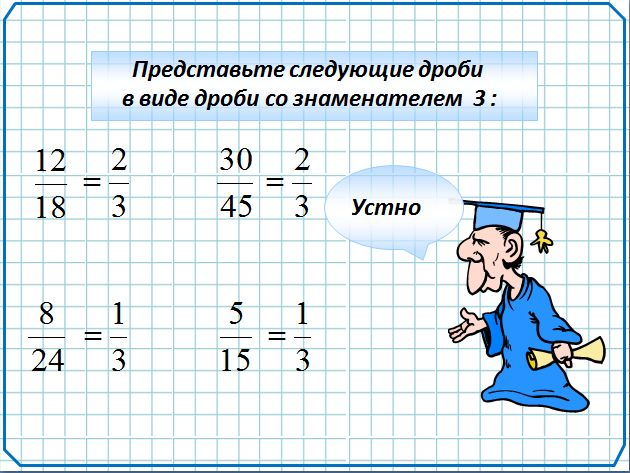 Представьте следующие дроби
в виде дроби со знаменателем 3 :
12/18 = 2/3 30/45 = 2/3
Устно
8/24 = 1/3 5/15 = 1/3